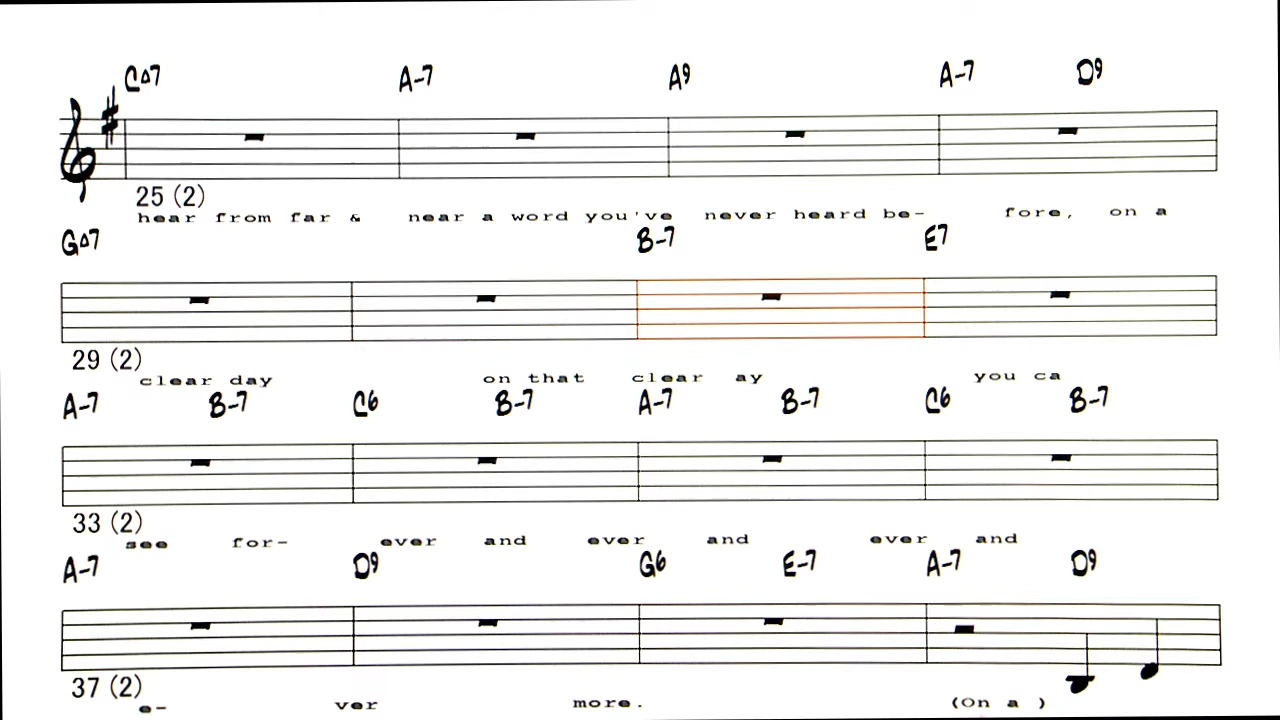 C△7 A-7 A9 A-7 D9
25 (2)
hear from far & near a word you've never heard be- fore, on a
G△7 B-7 E7
29 (2)
clear day on that clear ay you ca
A-7 B-7 C6 B-7 A-7 B-7 C6 B-7
33 (2)
see for- ever and ever and ever and
A-7 D9 G6 E-7 A-7 D9
37 (2)
e- ver more. (On a )